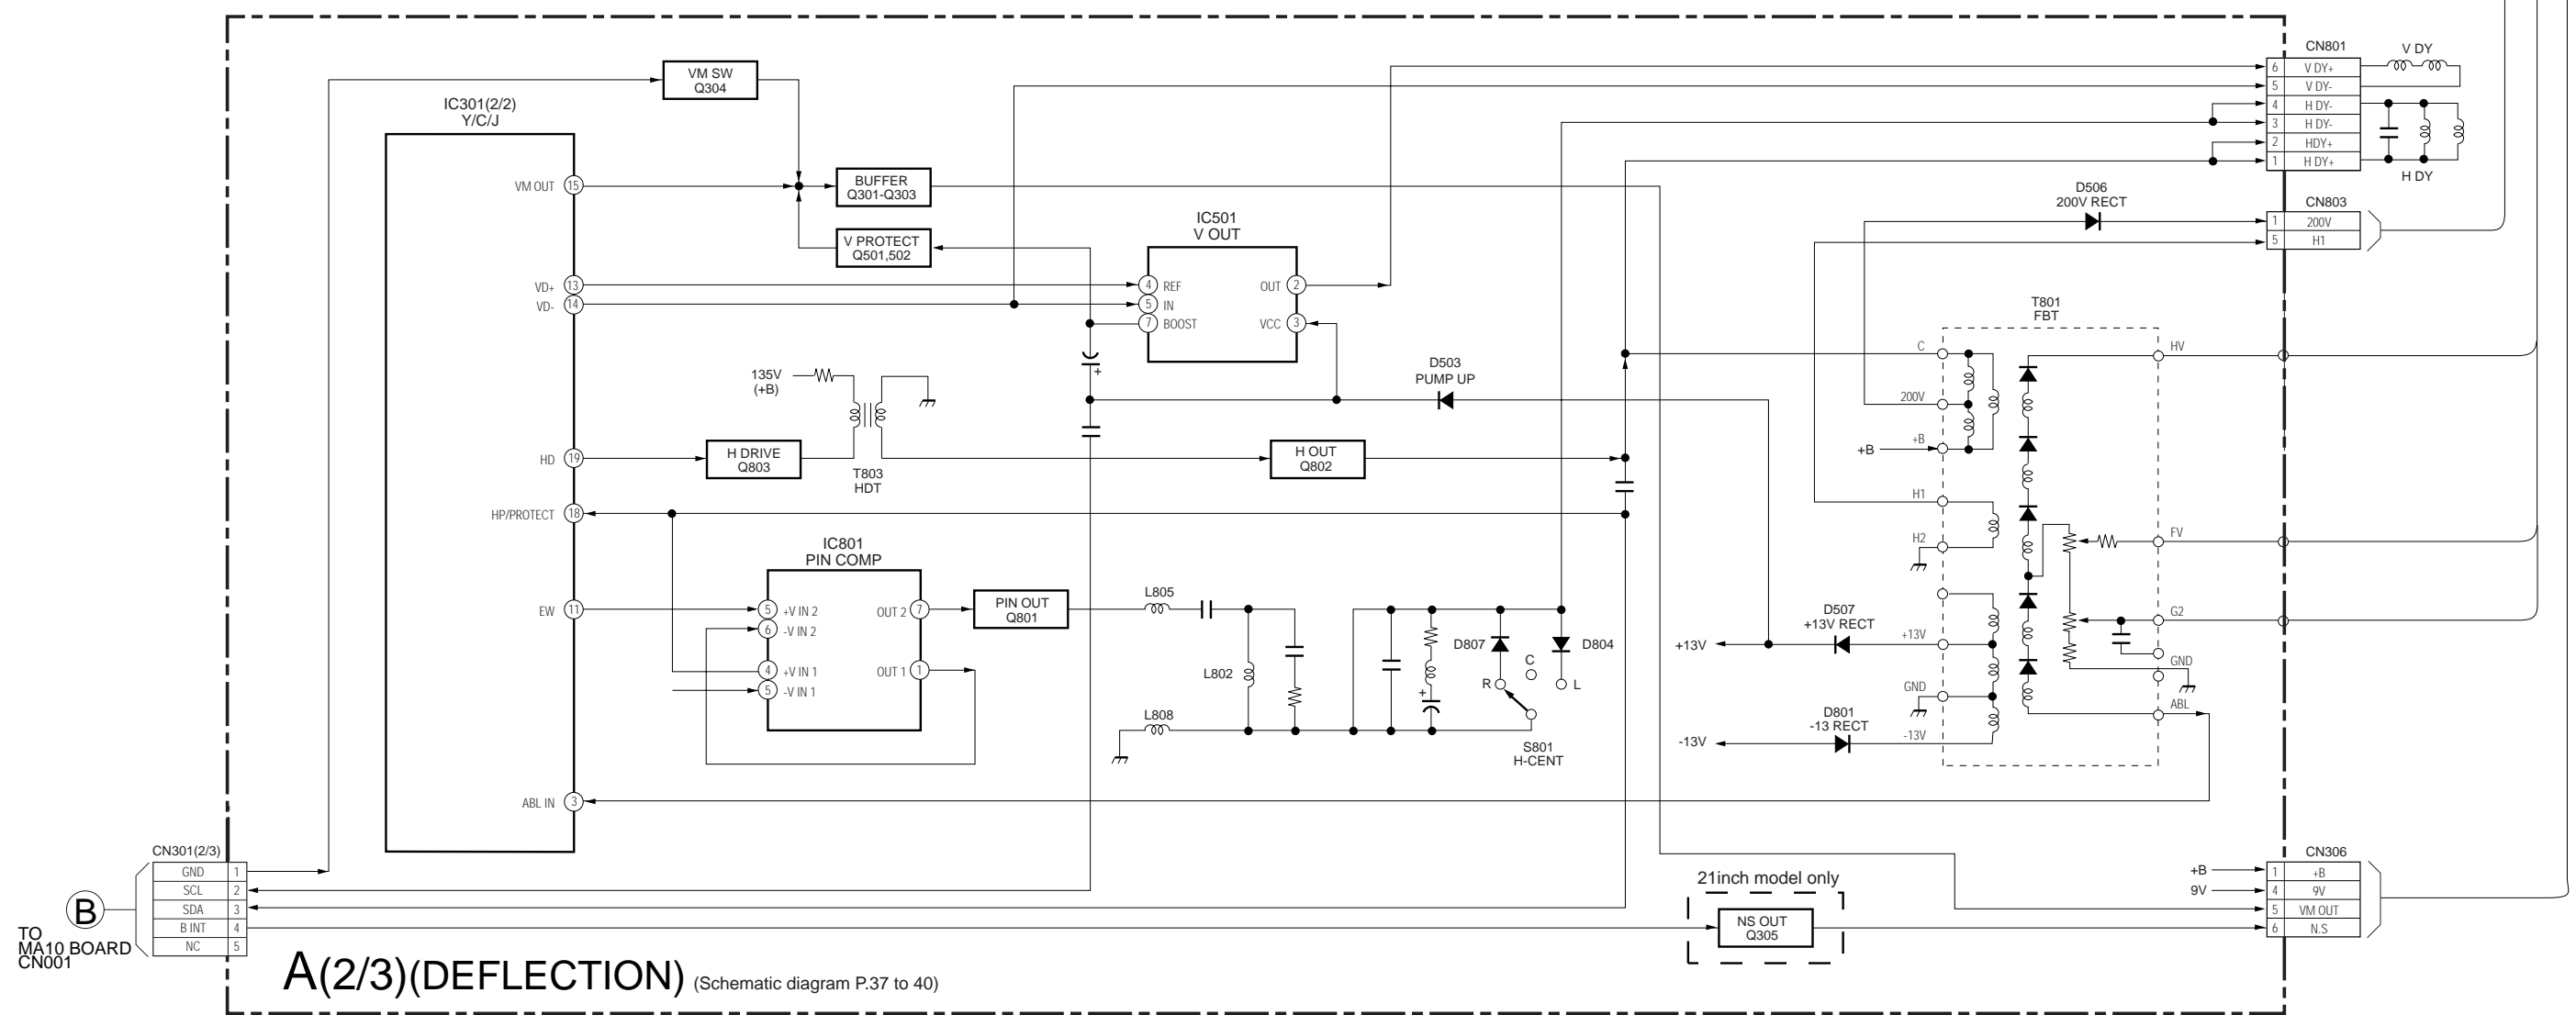 CN801
V DY
6 V DY+
5 V DY-
4 H DY-
3 H DY-
2 HDY+
1 H DY+
H DY
VM SW
Q304
IC301(2/2)
Y/C/J
VM OUT 15
BUFFER
Q301-Q303
V PROTECT
Q501,502
IC501
V OUT
D506
200V RECT
CN803
1 200V
5 H1
VD+ 13
VD- 14
4 REF
5 IN
7 BOOST
OUT 2
VCC 3
T801
FBT
C
HV
135V
(+B)
+
D503
PUMP UP
200V
+B
+B
HD 19
H DRIVE
Q803
T803
HDT
H OUT
Q802
H1
HP/PROTECT 18
H2
FV
IC801
PIN COMP
EW 11
5 +V IN 2
6 -V IN 2
4 +V IN 1
5 -V IN 1
OUT 2 7
OUT 1 1
PIN OUT
Q801
L805
L802
L808
+
D807
C
D804
R
L
S801
H-CENT
D507
+13V RECT
+13V
+13V
G2
GND
GND
ABL
D801
-13 RECT
-13V
-13V
ABL IN 3
CN301(2/3)
GND 1
SCL 2
SDA 3
B INT 4
NC 5
B
TO
MA10 BOARD
CN001
21inch model only
NS OUT
Q305
CN306
+B 1 +B
9V 4 9V
5 VM OUT
6 N.S
A(2/3)(DEFLECTION) (Schematic diagram P.37 to 40)